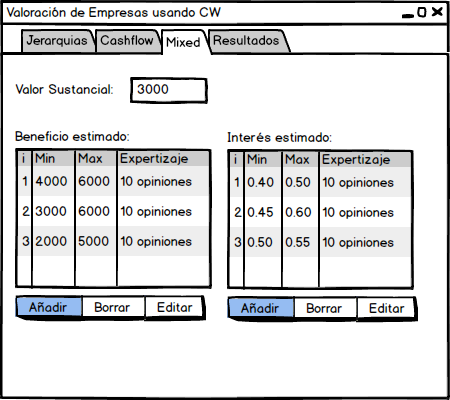 Valoración de Empresas usando CW
Jerarquias Cashflow Mixed Resultados
Valor Sustancial: 3000
Beneficio estimado:
i Min Max Expertizaje
1 4000 6000 10 opiniones
2 3000 6000 10 opiniones
3 2000 5000 10 opiniones
Añadir Borrar Editar
Interés estimado:
i Min Max Expertizaje
1 0.40 0.50 10 opiniones
2 0.45 0.60 10 opiniones
3 0.50 0.55 10 opiniones
Añadir Borrar Editar